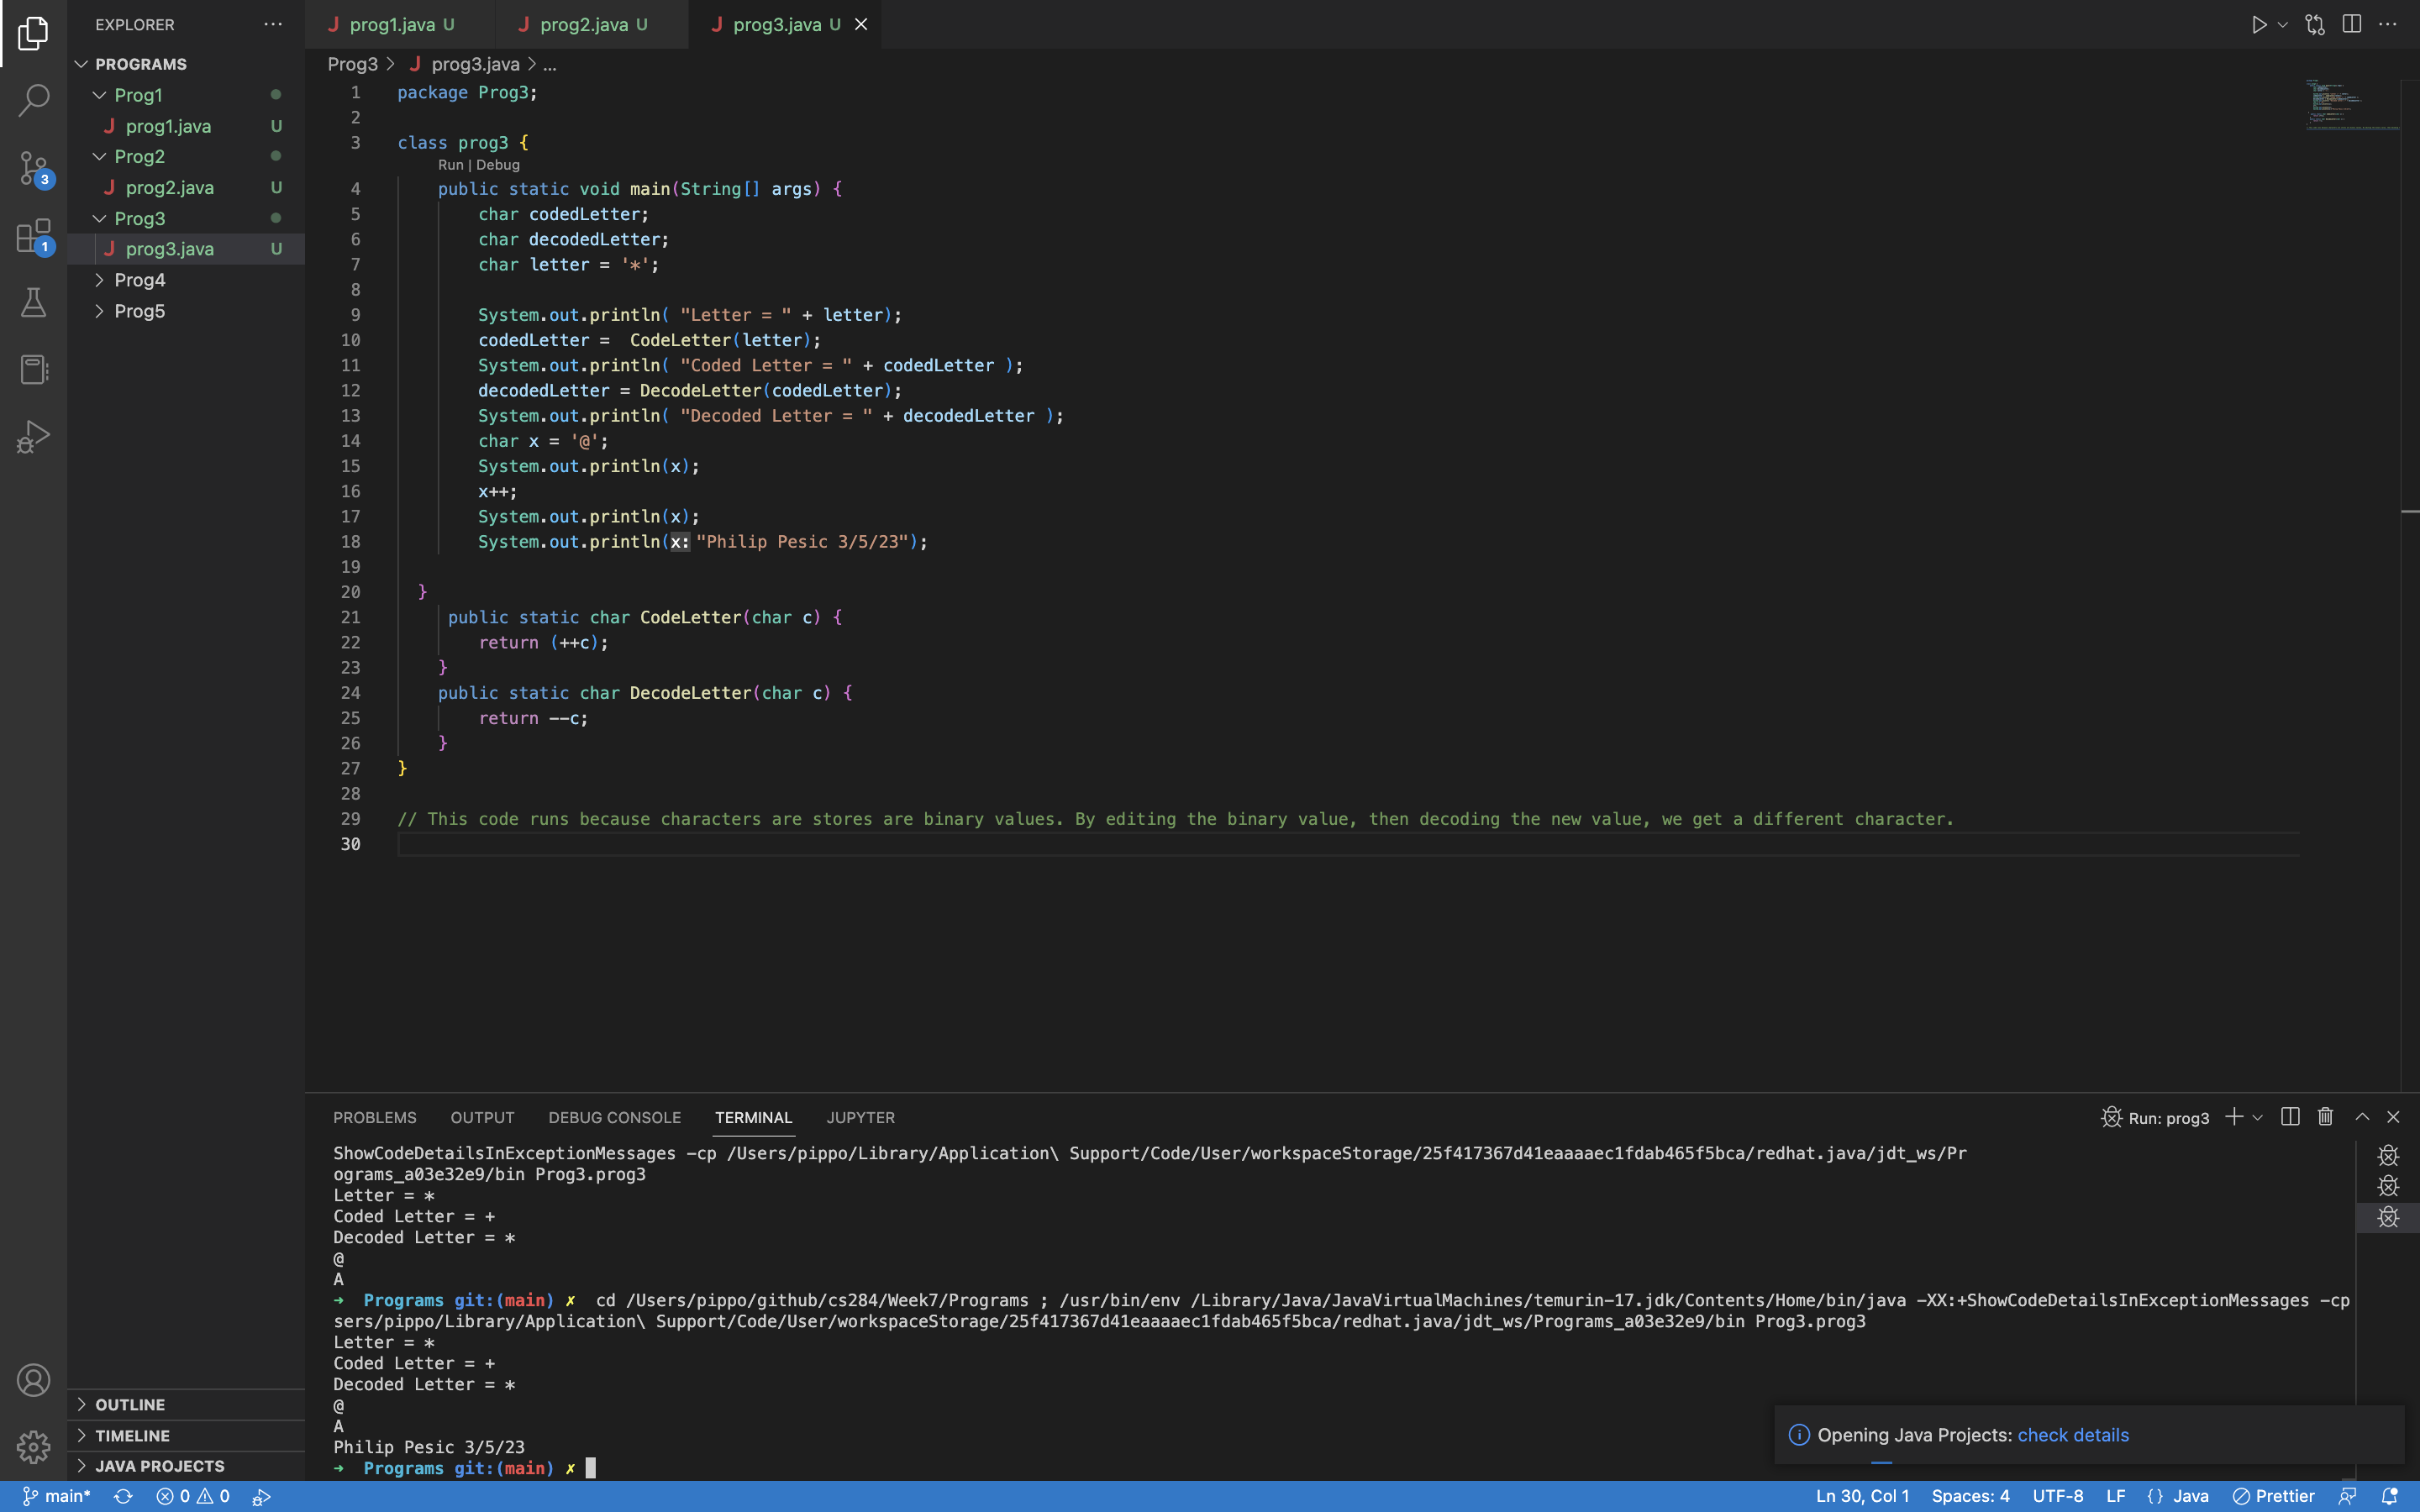 EXPLORER
PROGRAMS
Prog1
prog1.java U
Prog2
prog2.java U
Prog3
prog3.java U
Prog4
Prog5
OUTLINE
TIMELINE
JAVA PROJECTS
3
1
prog1.java U
prog2.java U
prog3.java U
Prog3 > prog3.java > ...
1 package Prog3;
2
3 class prog3 {
Run | Debug
4 public static void main(String[] args) {
5 char codedLetter;
6 char decodedLetter;
7 char letter = '*';
8
9 System.out.println( "Letter = " + letter);
10 codedLetter =  CodeLetter(letter);
11 System.out.println( "Coded Letter = " + codedLetter );
12 decodedLetter = DecodeLetter(codedLetter);
13 System.out.println( "Decoded Letter = " + decodedLetter );
14 char x = '@';
15 System.out.println(x);
16 x++;
17 System.out.println(x);
18 System.out.println(x: "Philip Pesic 3/5/23");
19
20 }
21 public static char CodeLetter(char c) {
22 return (++c);
23 }
24 public static char DecodeLetter(char c) {
25 return --c;
26 }
27 }
28
29 // This code runs because characters are stores are binary values. By editing the binary value, then decoding the new value, we get a different character.
30
PROBLEMS OUTPUT DEBUG CONSOLE TERMINAL JUPYTER
Run: prog3
ShowCodeDetailsInExceptionMessages -cp /Users/pippo/Library/Application\ Support/Code/User/workspaceStorage/25f417367d41eaaaaec1fdab465f5bca/redhat.java/jdt_ws/Pr
ograms_a03e32e9/bin Prog3.prog3
Letter = *
Coded Letter = +
Decoded Letter = *
@
A
➜  Programs git:(main) ✗ cd /Users/pippo/github/cs284/Week7/Programs ; /usr/bin/env /Library/Java/JavaVirtualMachines/temurin-17.jdk/Contents/Home/bin/java -XX:+ShowCodeDetailsInExceptionMessages -cp
sers/pippo/Library/Application\ Support/Code/User/workspaceStorage/25f417367d41eaaaaec1fdab465f5bca/redhat.java/jdt_ws/Programs_a03e32e9/bin Prog3.prog3
Letter = *
Coded Letter = +
Decoded Letter = *
@
A
Philip Pesic 3/5/23
➜  Programs git:(main) ✗
Opening Java Projects: check details
main* 0 0 Ln 30, Col 1 Spaces: 4 UTF-8 LF {} Java Prettier